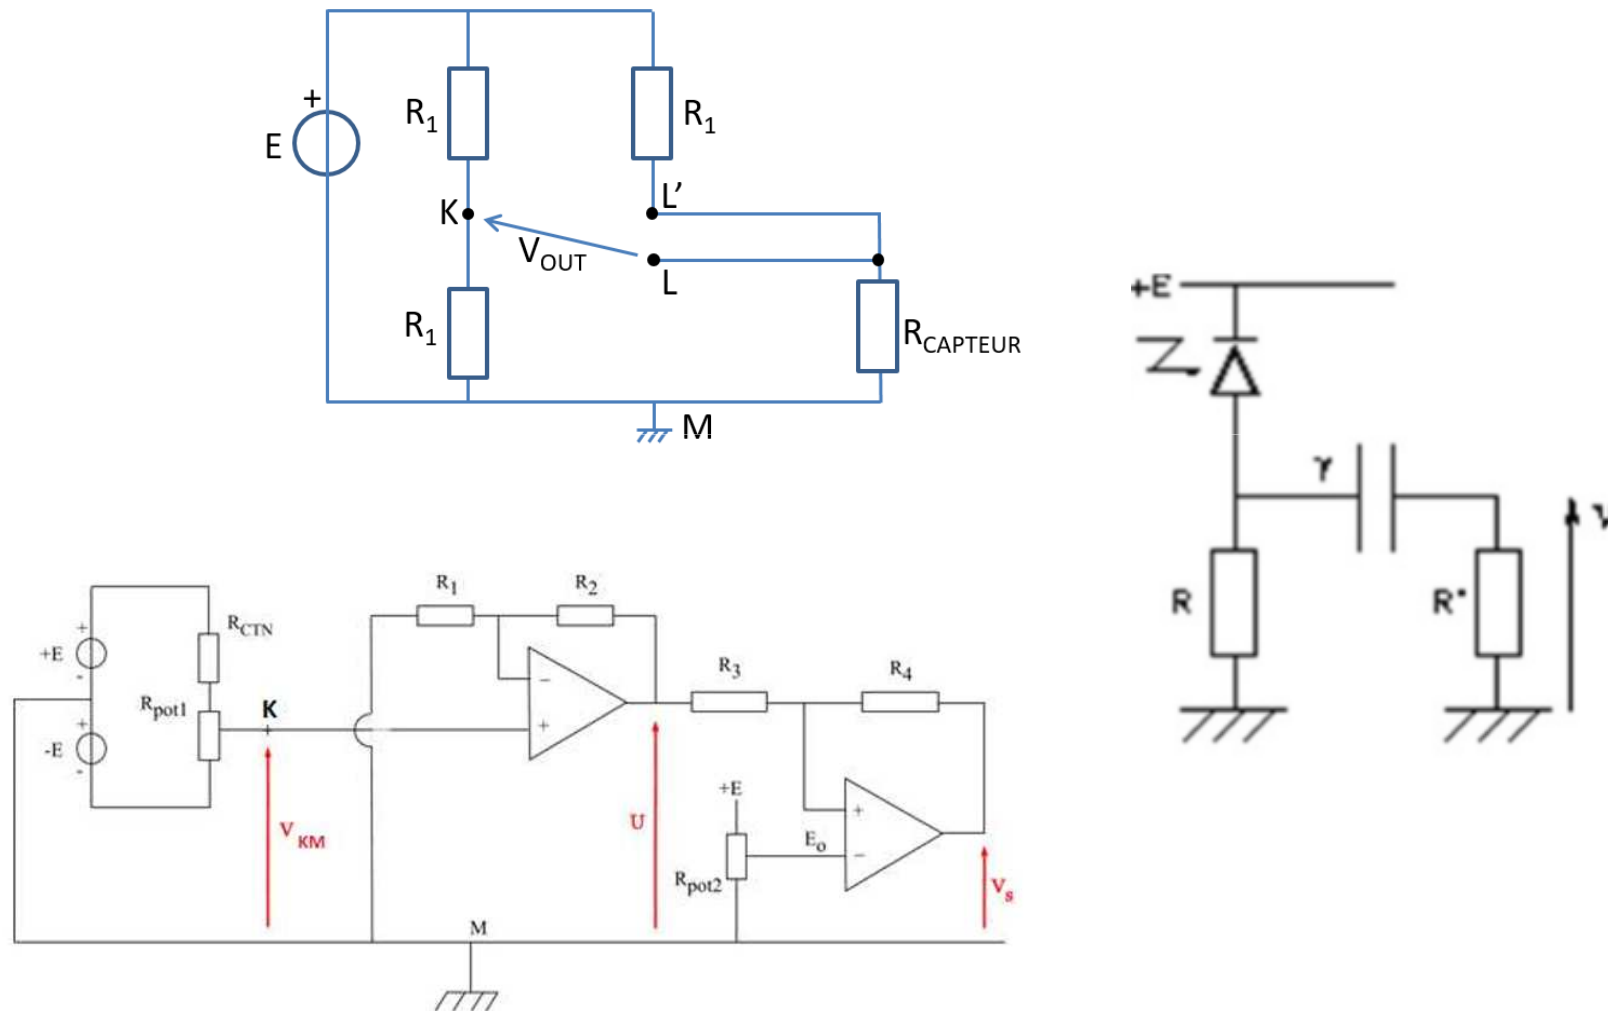 +
E
R1
R1
K
L'
VOUT
L
R1
RCAPTEUR
M
+E
γ
R
R'
V
R1
R2
+
+E
-
RCTN
R3
R4
Rpot1
K
−
+
-E
-
+
VKM
U
+E
+
Eo
−
Rpot2
Vs
M